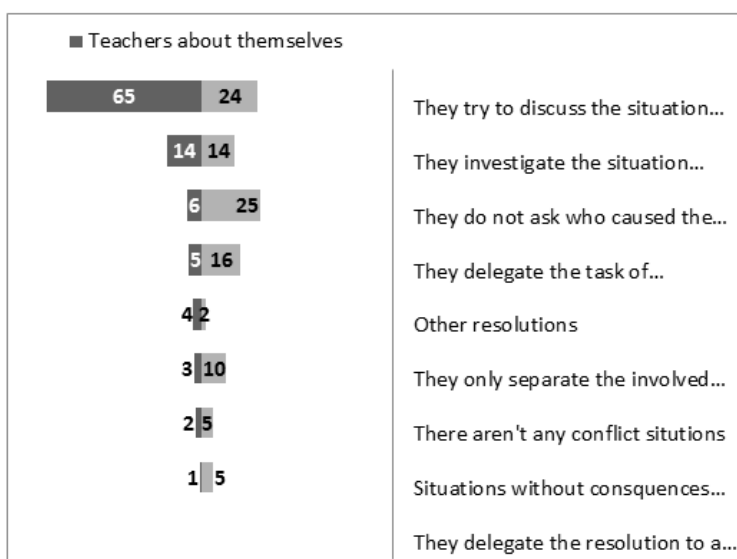 Teachers about themselves
65 24
They try to discuss the situation...
14 14
They investigate the situation...
6 25
They do not ask who caused the...
5 16
They delegate the task of...
4 2
Other resolutions
3 10
They only separate the involved...
2 5
There aren't any conflict situtions
1 5
Situations without consquences...
They delegate the resolution to a...